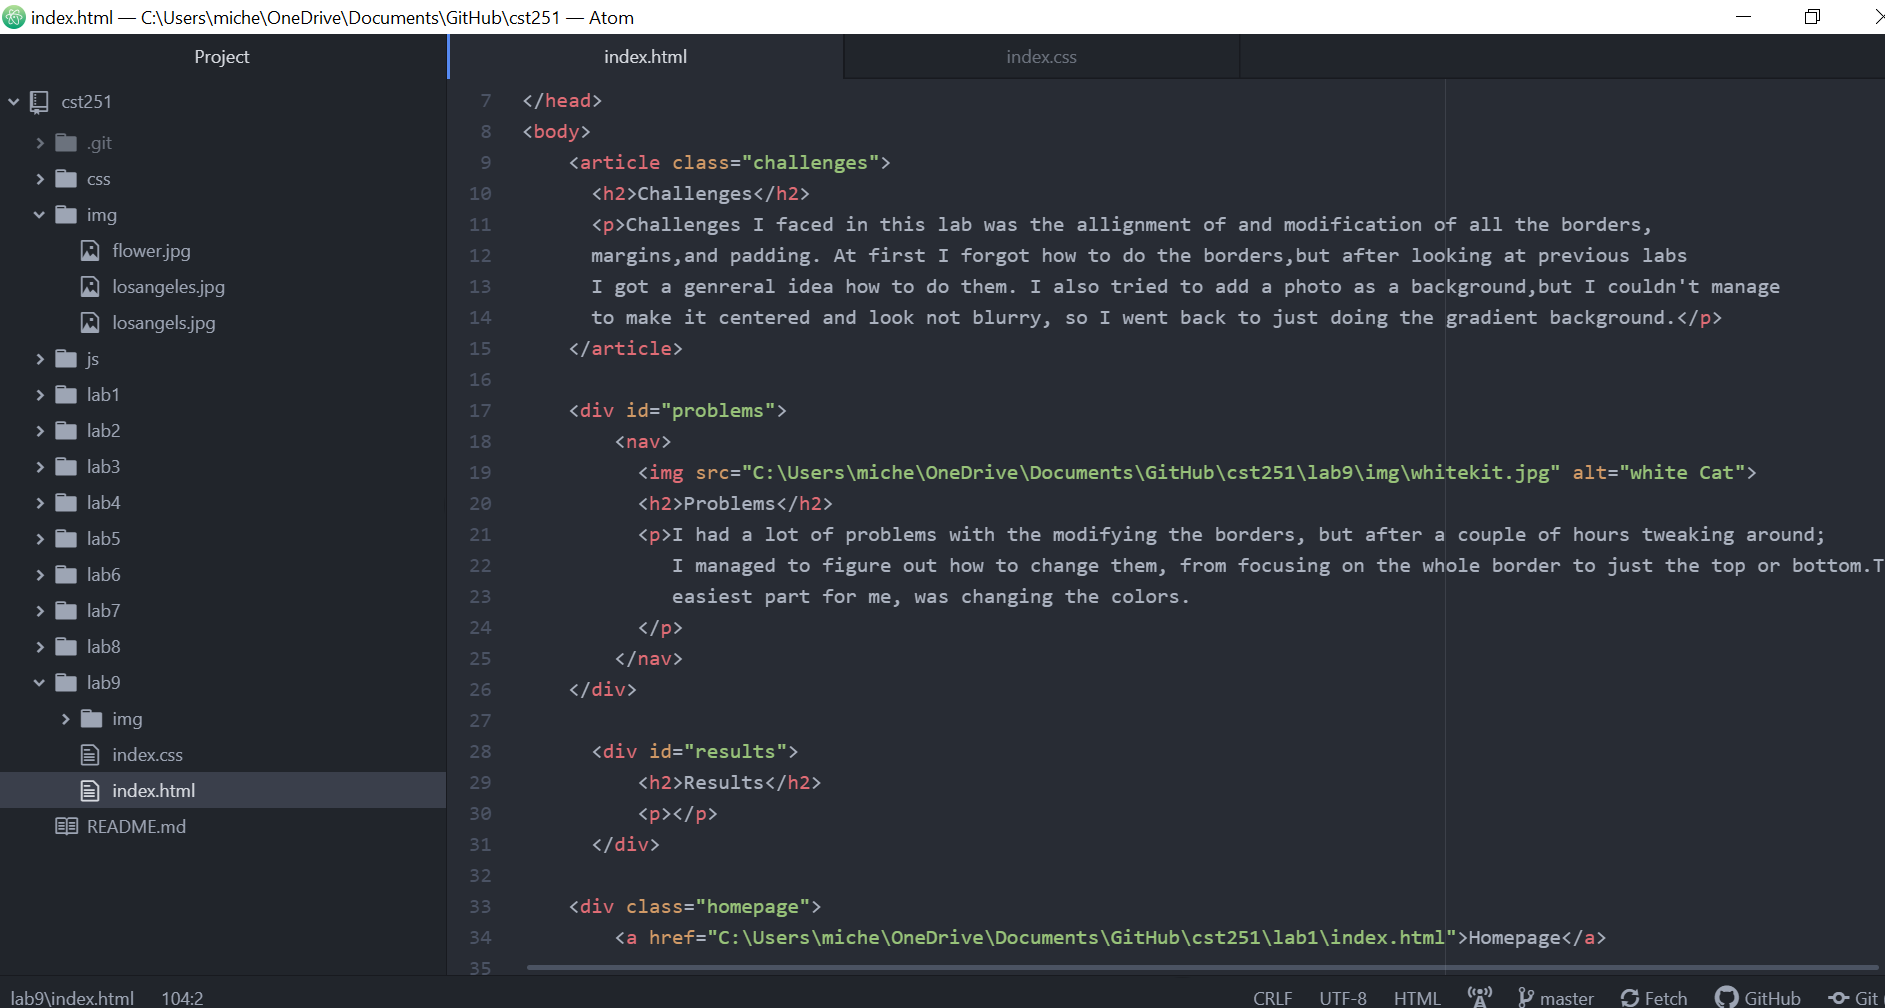 index.html — C:\Users\miche\OneDrive\Documents\GitHub\cst251 — Atom
Project
cst251
.git
css
img
flower.jpg
losangeles.jpg
losangels.jpg
js
lab1
lab2
lab3
lab4
lab5
lab6
lab7
lab8
lab9
img
index.css
index.html
README.md
index.html
index.css
7 </head>
8 <body>
9 <article class="challenges">
10 <h2>Challenges</h2>
11 <p>Challenges I faced in this lab was the allignment of and modification of all the borders,
12 margins,and padding. At first I forgot how to do the borders,but after looking at previous labs
13 I got a genreral idea how to do them. I also tried to add a photo as a background,but I couldn't manage
14 to make it centered and look not blurry, so I went back to just doing the gradient background.</p>
15 </article>
16
17 <div id="problems">
18 <nav>
19 <img src="C:\Users\miche\OneDrive\Documents\GitHub\cst251\lab9\img\whitekit.jpg" alt="white Cat">
20 <h2>Problems</h2>
21 <p>I had a lot of problems with the modifying the borders, but after a couple of hours tweaking around;
22 I managed to figure out how to change them, from focusing on the whole border to just the top or bottom.T
23 easiest part for me, was changing the colors.
24 </p>
25 </nav>
26 </div>
27
28 <div id="results">
29 <h2>Results</h2>
30 <p></p>
31 </div>
32
33 <div class="homepage">
34 <a href="C:\Users\miche\OneDrive\Documents\GitHub\cst251\lab1\index.html">Homepage</a>
35
lab9\index.html 104:2 CRLF UTF-8 HTML master Fetch GitHub Git